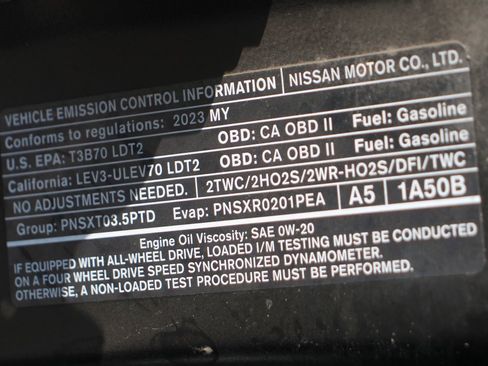 VEHICLE EMISSION CONTROL INFORMATION NISSAN MOTOR CO., LTD.
Conforms to regulations: 2023 MY
U.S. EPA: T3B70 LDT2 OBD: CA OBD II Fuel: Gasoline
California: LEV3-ULEV70 LDT2 OBD: CA OBD II Fuel: Gasoline
NO ADJUSTMENTS NEEDED. 2TWC/2HO2S/2WR-HO2S/DFI/TWC
Group: PNSXT03.5PTD Evap: PNSXR0201PEA A5 1A50B
Engine Oil Viscosity: SAE 0W-20
IF EQUIPPED WITH ALL-WHEEL DRIVE, LOADED I/M TESTING MUST BE CONDUCTED
ON A FOUR WHEEL DRIVE SPEED SYNCHRONIZED DYNAMOMETER.
OTHERWISE, A NON-LOADED TEST PROCEDURE MUST BE PERFORMED.